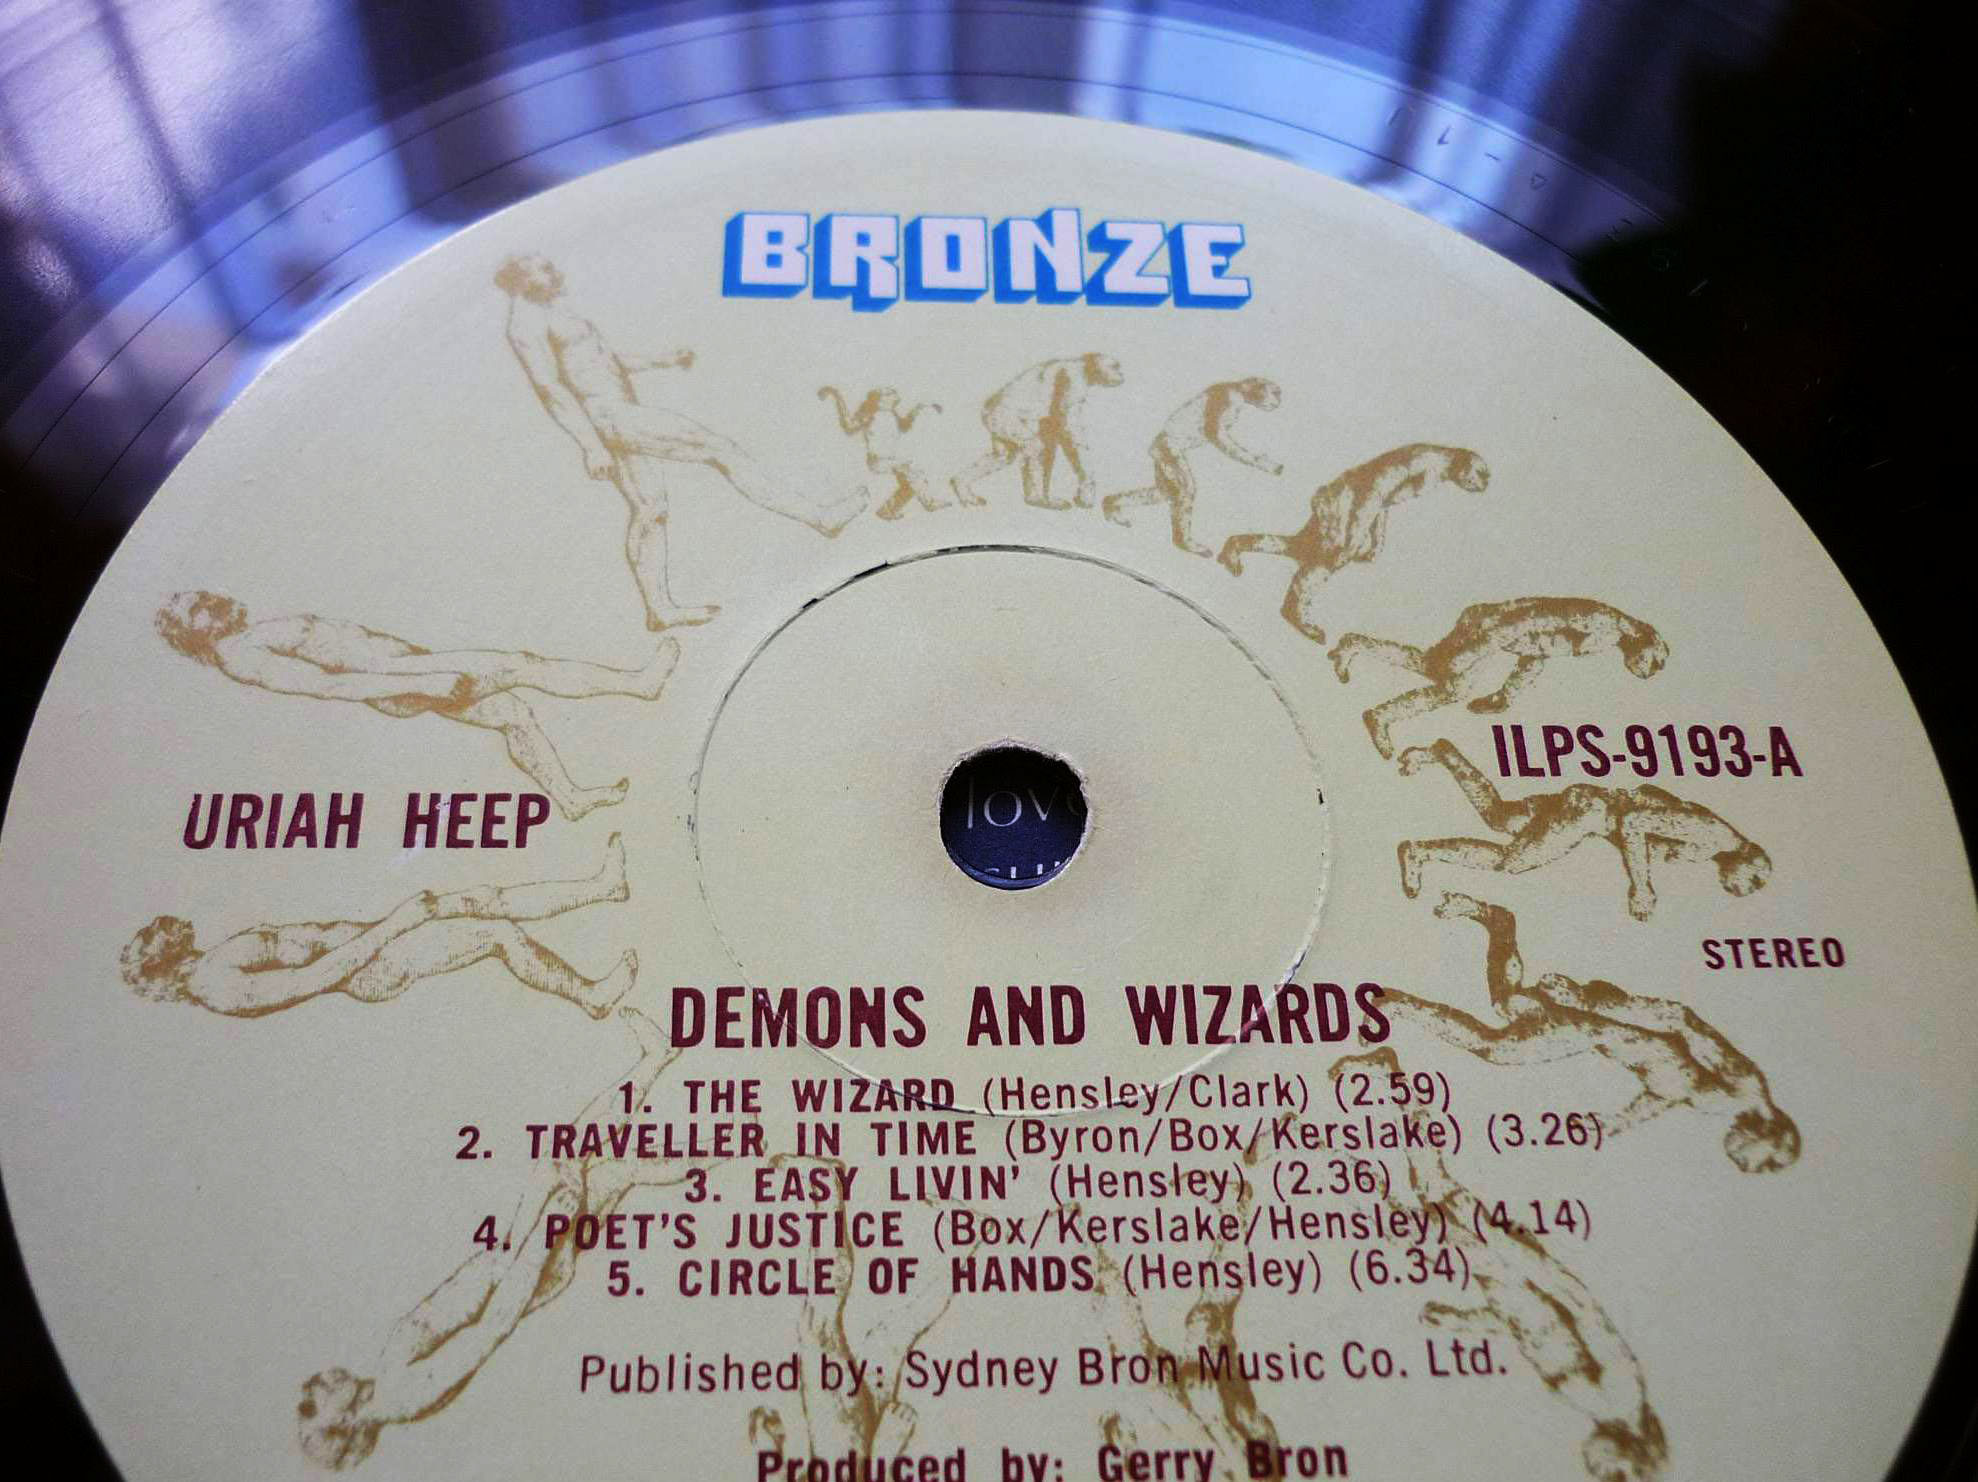 BRONZE
URIAH HEEP
ILPS-9193-A
STEREO
DEMONS AND WIZARDS
1. THE WIZARD (Hensley/Clark) (2.59)
2. TRAVELLER IN TIME (Byron/Box/Kerslake) (3.26)
3. EASY LIVIN' (Hensley) (2.36)
4. POET'S JUSTICE (Box/Kerslake/Hensley) (4.14)
5. CIRCLE OF HANDS (Hensley) (6.34)
Published by: Sydney Bron Music Co. Ltd.
Produced by: Gerry Bron